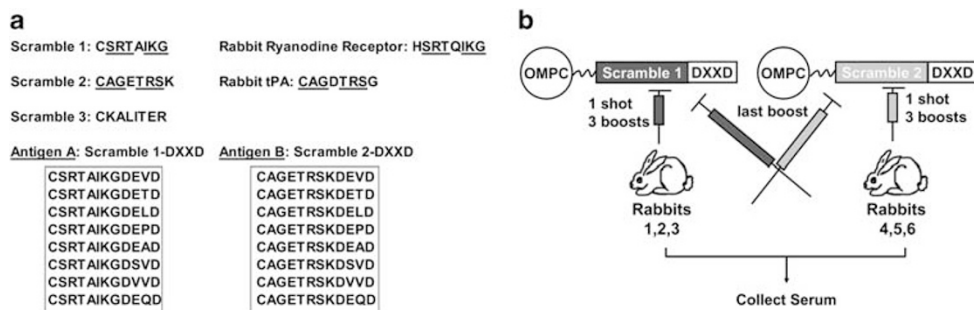 a
Scramble 1: CSRTAIKG
Rabbit Ryanodine Receptor: HSRTQIKG
Scramble 2: CAGETRSK
Rabbit tPA: CAGDTRSG
Scramble 3: CKALITER
Antigen A: Scramble 1-DXXD
Antigen B: Scramble 2-DXXD
CSRTAIKGDEVD
CSRTAIKGDETD
CSRTAIKGDELD
CSRTAIKGDEPD
CSRTAIKGDEAD
CSRTAIKGDSVD
CSRTAIKGDVVD
CSRTAIKGDEQD
CAGETRSKDEVD
CAGETRSKDETD
CAGETRSKDELD
CAGETRSKDEPD
CAGETRSKDEAD
CAGETRSKDSVD
CAGETRSKDVVD
CAGETRSKDEQD
b
OMPC
Scramble 1 DXXD
OMPC
Scramble 2 DXXD
1 shot
3 boosts
last boost
1 shot
3 boosts
Rabbits
1,2,3
Rabbits
4,5,6
Collect Serum